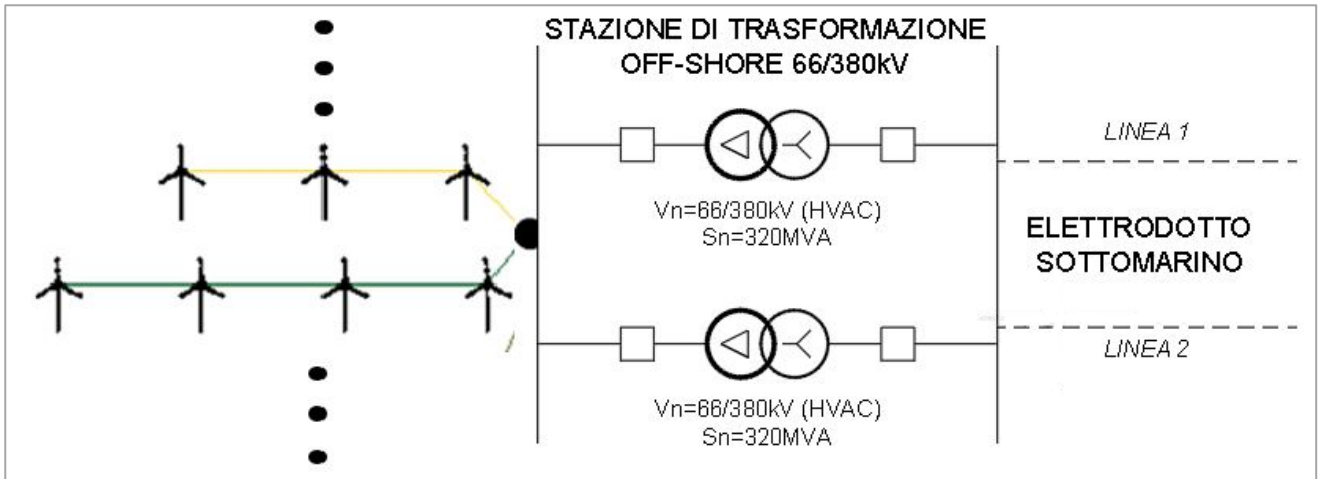 STAZIONE DI TRASFORMAZIONE
OFF-SHORE 66/380kV
LINEA 1
Vn=66/380kV (HVAC)
Sn=320MVA
ELETTRODOTTO
SOTTOMARINO
LINEA 2
Vn=66/380kV (HVAC)
Sn=320MVA